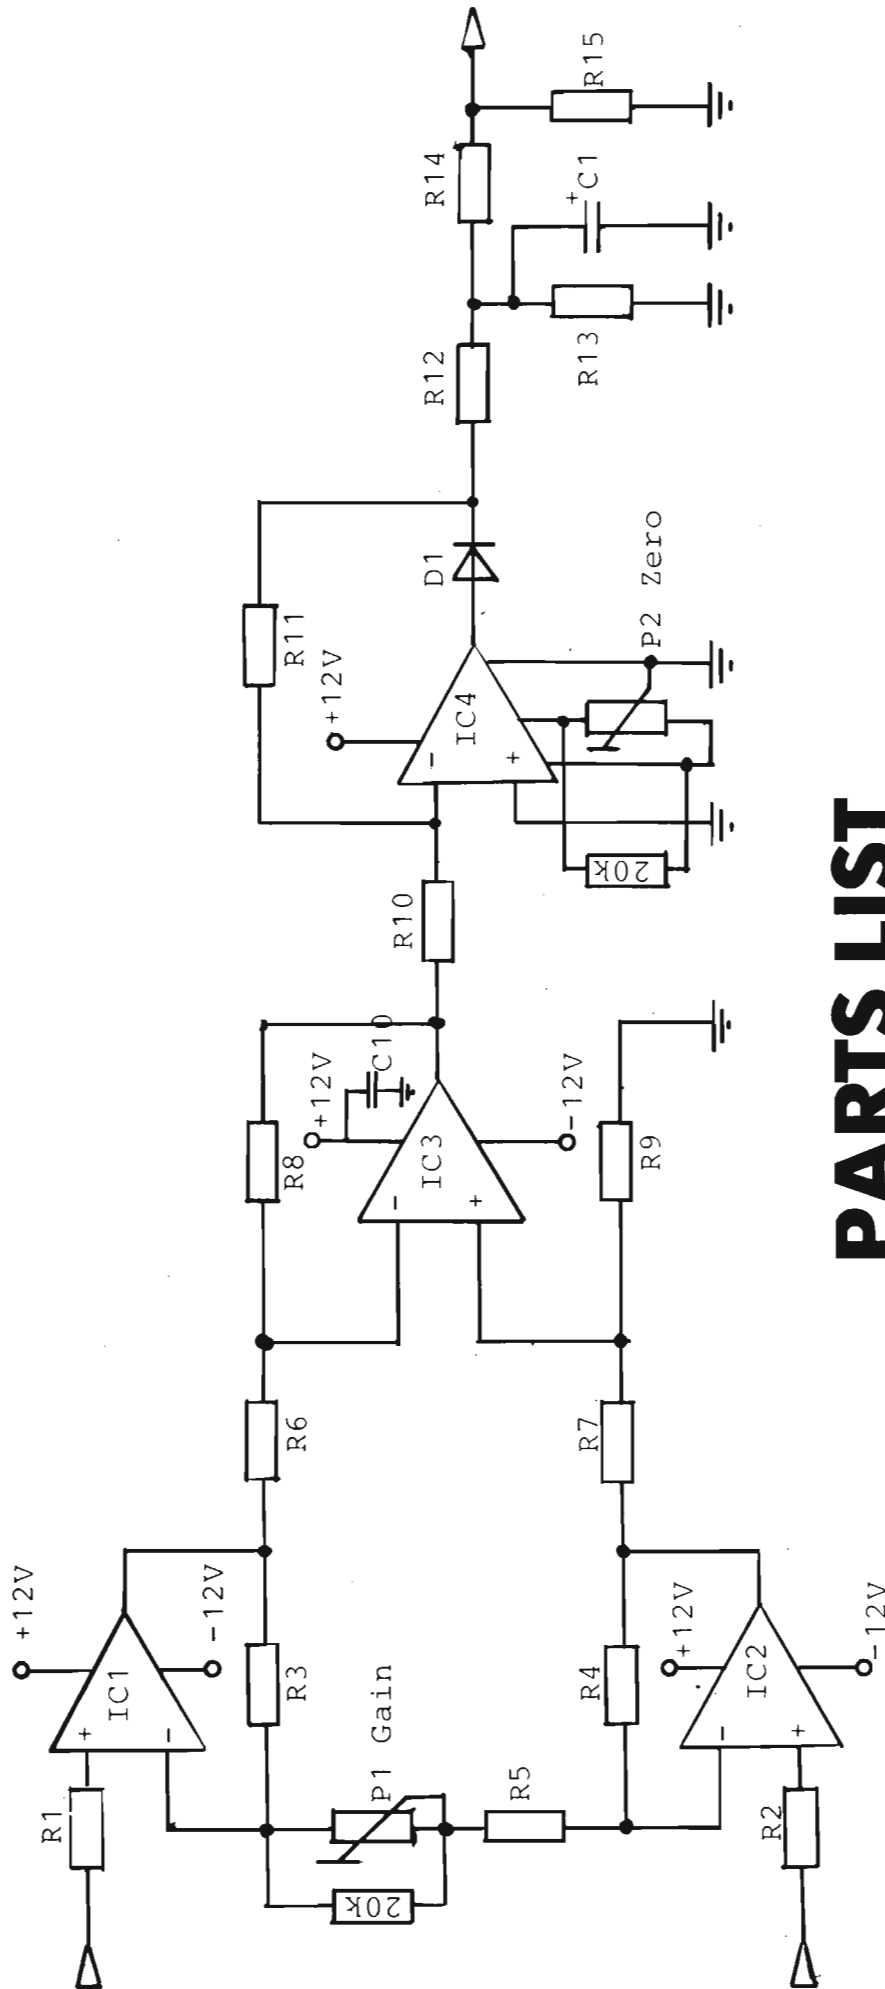 +12V
R1
+
IC1
-
-12V
R3
P1 Gain
20k
R5
R4
+12V
-
IC2
+
-12V
R2
R6
R7
R8
+12V
C10
-
IC3
+
-12V
R9
R10
R11
+12V
-
IC4
+
20k
D1
P2 Zero
R12
R13
+
C1
R14
R15
PARTS LIST